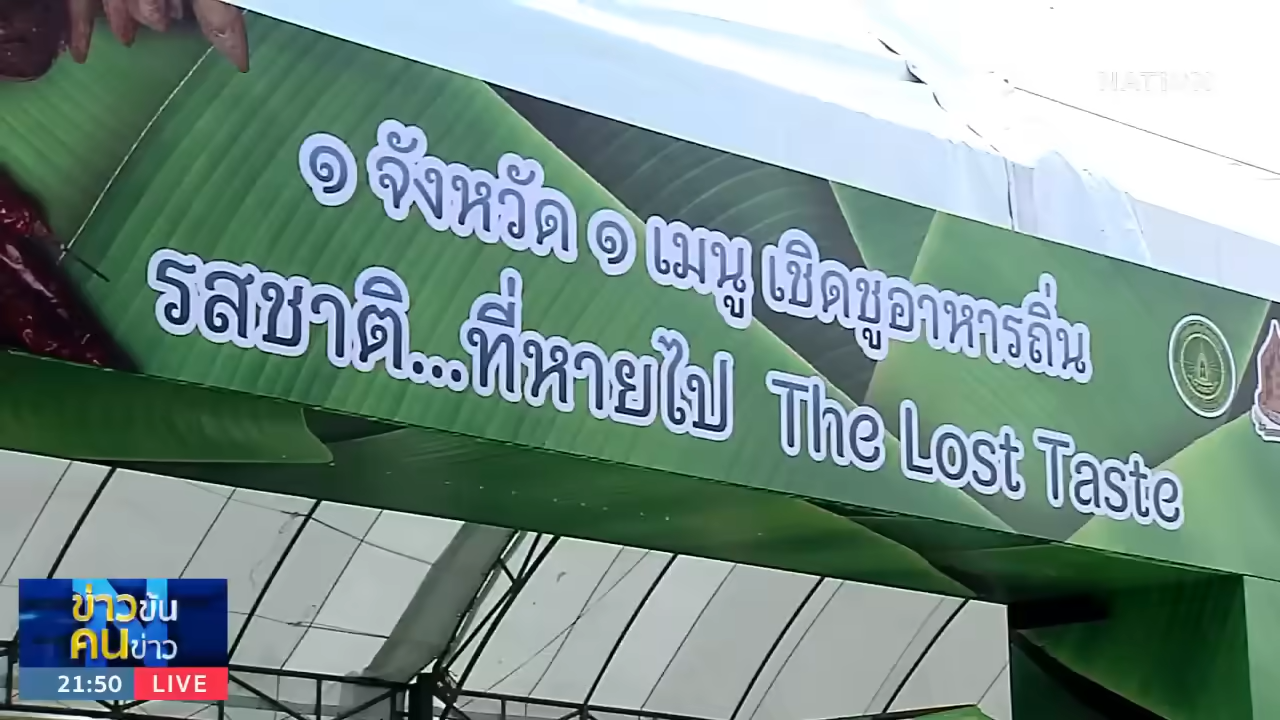 NATION
๑ จังหวัด ๑ เมนู เชิดชูอาหารถิ่น
รสชาติ...ที่หายไป The Lost Taste
ข่าวข้น
คนข่าว
21:50 LIVE